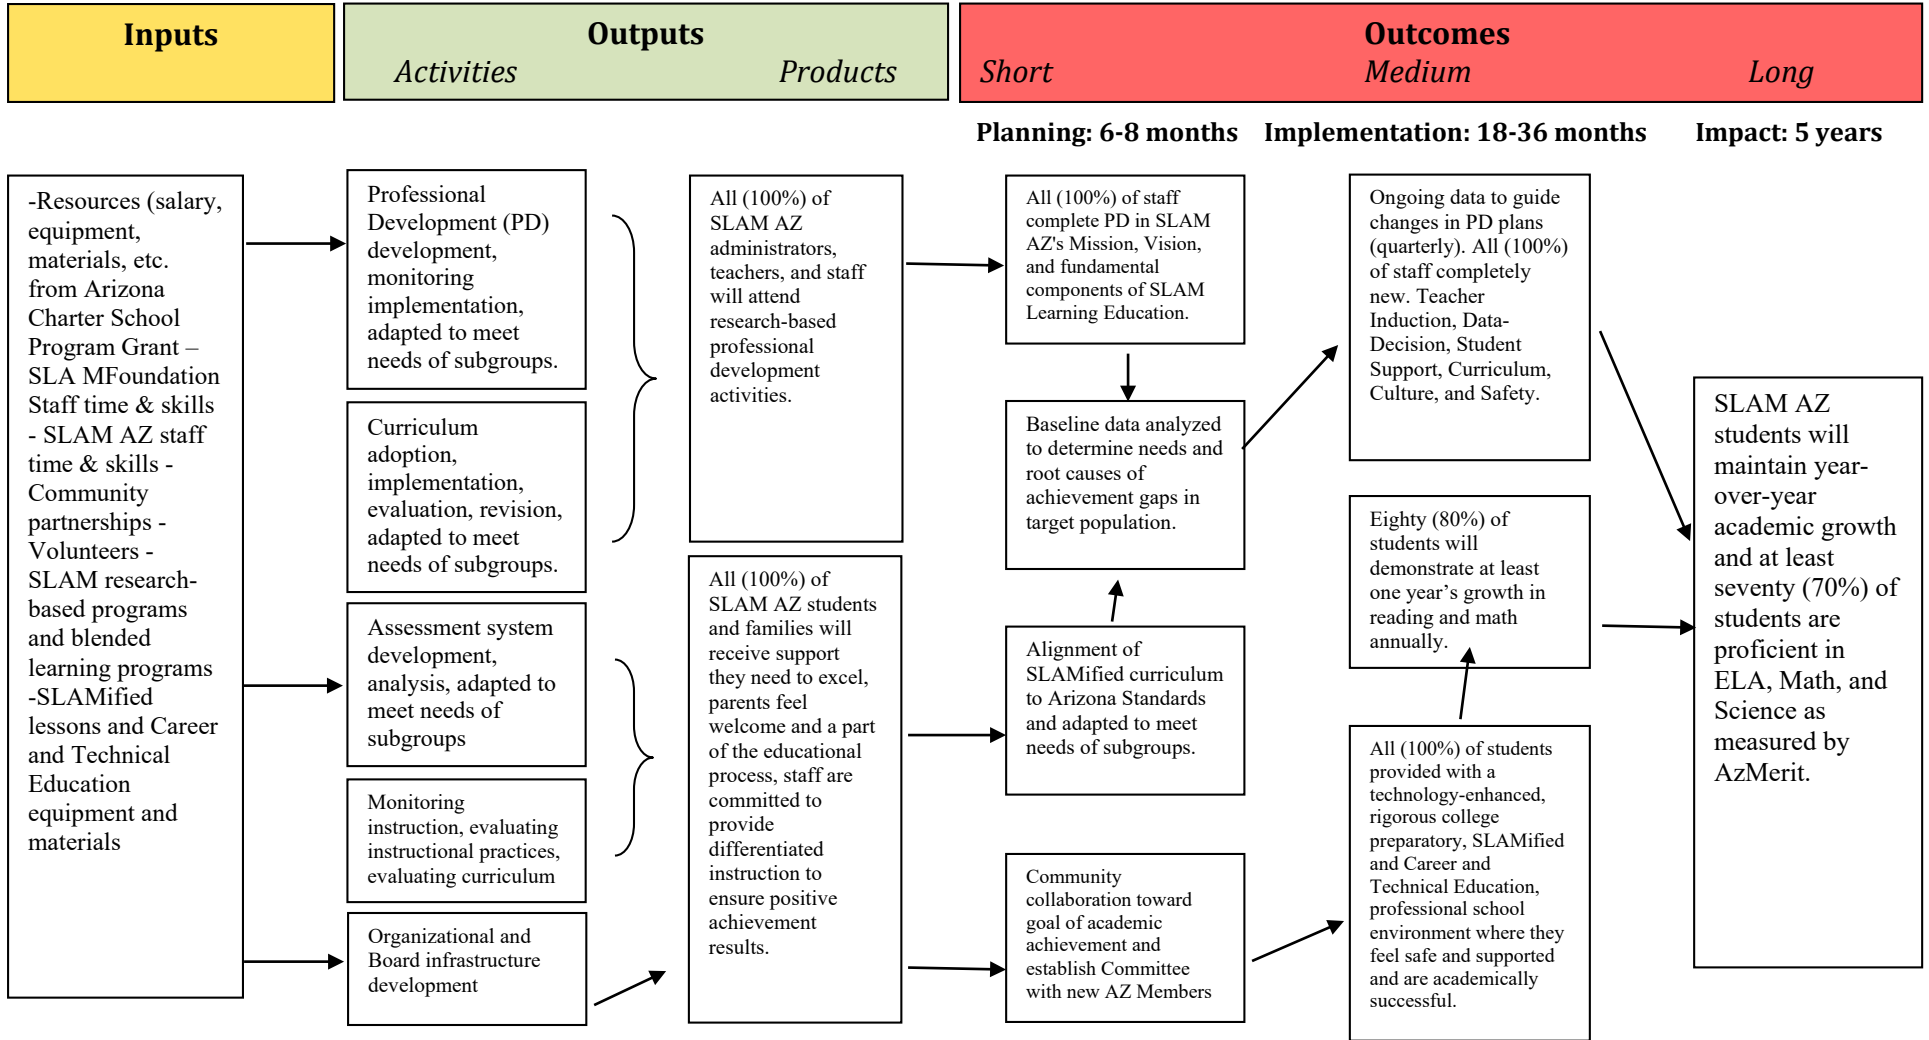 Inputs
Outputs
Activities
Products
Outcomes
Short
Medium
Long
Planning: 6-8 months
Implementation: 18-36 months
Impact: 5 years
-Resources (salary,
equipment,
materials, etc.
from Arizona
Charter School
Program Grant –
SLA MFoundation
Staff time & skills
- SLAM AZ staff
time & skills -
Community
partnerships -
Volunteers -
SLAM research-
based programs
and blended
learning programs
-SLAMified
lessons and Career
and Technical
Education
equipment and
materials
Professional
Development (PD)
development,
monitoring
implementation,
adapted to meet
needs of subgroups.
Curriculum
adoption,
implementation,
evaluation, revision,
adapted to meet
needs of subgroups.
Assessment system
development,
analysis, adapted to
meet needs of
subgroups
Monitoring
instruction, evaluating
instructional practices,
evaluating curriculum
Organizational and
Board infrastructure
development
All (100%) of
SLAM AZ
administrators,
teachers, and staff
will attend
research-based
professional
development
activities.
All (100%) of
SLAM AZ students
and families will
receive support
they need to excel,
parents feel
welcome and a part
of the educational
process, staff are
committed to
provide
differentiated
instruction to
ensure positive
achievement
results.
All (100%) of staff
complete PD in SLAM
AZ's Mission, Vision,
and fundamental
components of SLAM
Learning Education.
Baseline data analyzed
to determine needs and
root causes of
achievement gaps in
target population.
Alignment of
SLAMified curriculum
to Arizona Standards
and adapted to meet
needs of subgroups.
Community
collaboration toward
goal of academic
achievement and
establish Committee
with new AZ Members
Ongoing data to guide
changes in PD plans
(quarterly). All (100%)
of staff completely
new. Teacher
Induction, Data-
Decision, Student
Support, Curriculum,
Culture, and Safety.
Eighty (80%) of
students will
demonstrate at least
one year’s growth in
reading and math
annually.
All (100%) of students
provided with a
technology-enhanced,
rigorous college
preparatory, SLAMified
and Career and
Technical Education,
professional school
environment where they
feel safe and supported
and are academically
successful.
SLAM AZ
students will
maintain year-
over-year
academic growth
and at least
seventy (70%) of
students are
proficient in
ELA, Math, and
Science as
measured by
AzMerit.